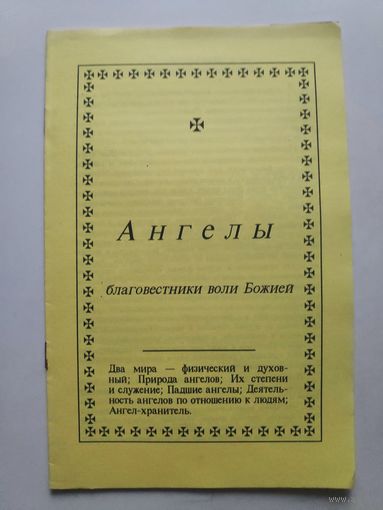 Ангелы
благовестники воли Божией
Два мира — физический и духов-
ный; Природа ангелов; Их степени
и служение; Падшие ангелы; Деятель-
ность ангелов по отношению к людям;
Ангел-хранитель.